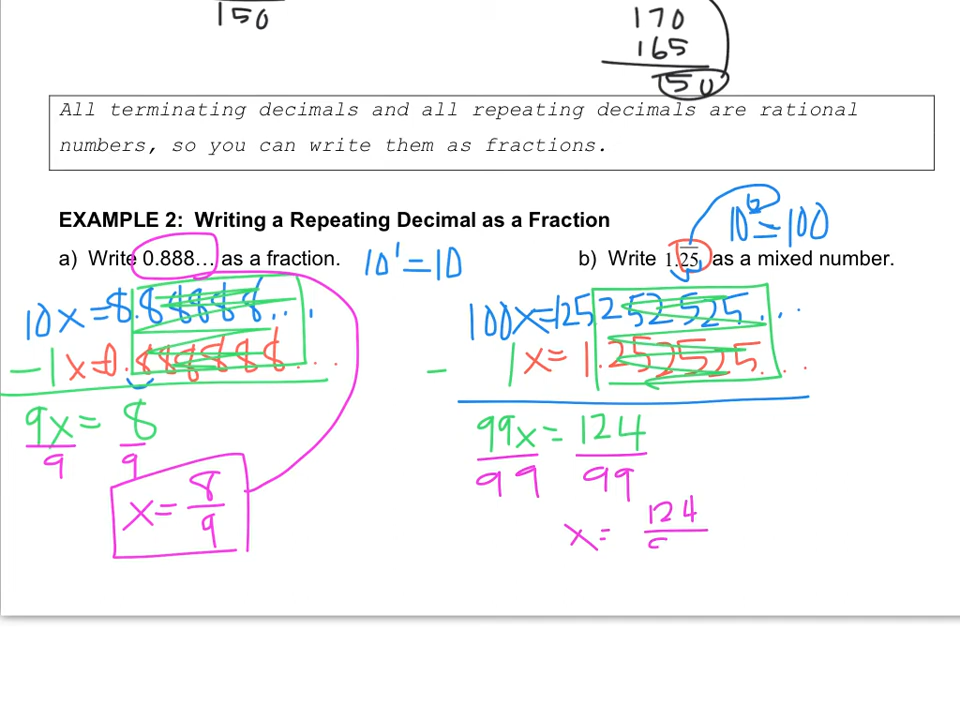 150
170
165
150
All terminating decimals and all repeating decimals are rational
numbers, so you can write them as fractions.
EXAMPLE 2: Writing a Repeating Decimal as a Fraction
a) Write 0.888... as a fraction. 10¹=10
b) Write 1.2̅5̅ as a mixed number. 10²=100
10x=8.88888...
-1x=0.888888...
9x= 8
9 9
x= 8/9
100x=125.252525...
- 1x= 1.252525...
99x= 124
99 99
x= 124